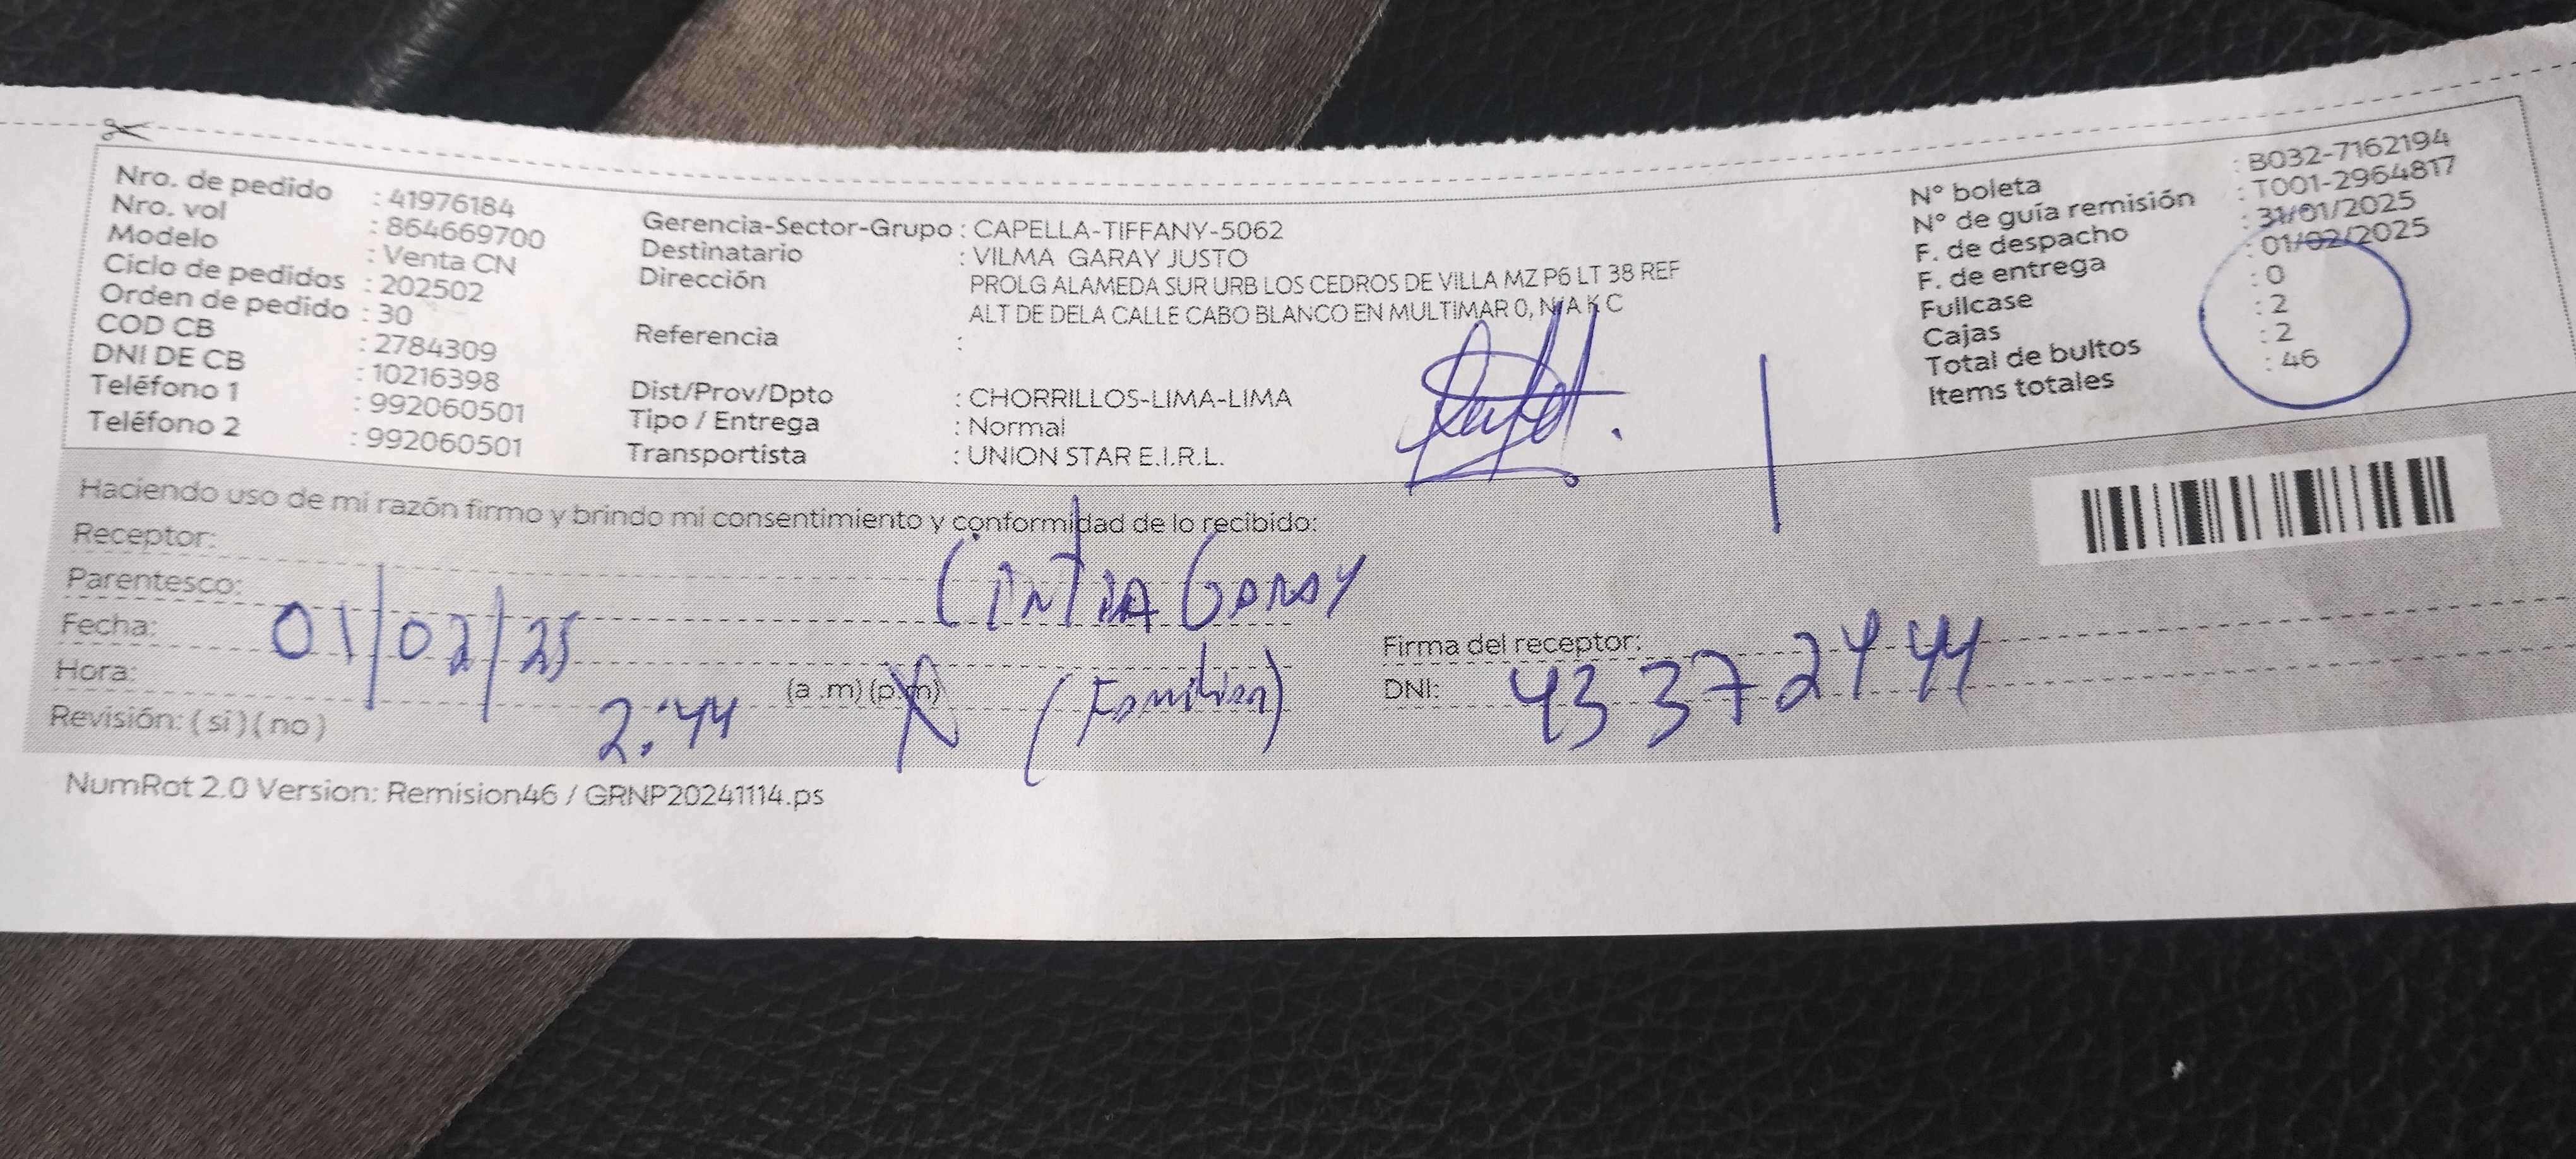 Nro. de pedido : 41976184
Nro. vol : 864669700
Modelo : Venta CN
Ciclo de pedidos : 202502
Orden de pedido : 30
COD CB : 2784309
DNI DE CB : 10216398
Teléfono 1 : 992060501
Teléfono 2 : 992060501
Gerencia-Sector-Grupo : CAPELLA-TIFFANY-5062
Destinatario : VILMA GARAY JUSTO
Dirección PROLG ALAMEDA SUR URB LOS CEDROS DE VILLA MZ P6 LT 38 REF
ALT DE DELA CALLE CABO BLANCO EN MULTIMAR 0, N/A K C
Referencia :
Dist/Prov/Dpto : CHORRILLOS-LIMA-LIMA
Tipo / Entrega : Normal
Transportista : UNION STAR E.I.R.L.
N° boleta : B032-7162194
N° de guía remisión : T001-2964817
F. de despacho : 31/01/2025
F. de entrega : 01/02/2025
Fullcase : 0
Cajas : 2
Total de bultos : 2
Items totales : 46
Haciendo uso de mi razón firmo y brindo mi consentimiento y conformidad de lo recibido:
Receptor: Cintia Garay
Parentesco: (Familiar)
Fecha: 01/02/25
Hora: 2:44 (a .m) (p.m)
Revisión: ( si ) ( no )
Firma del receptor:
DNI: 43372444
NumRot 2.0 Version: Remision46 / GRNP20241114.ps